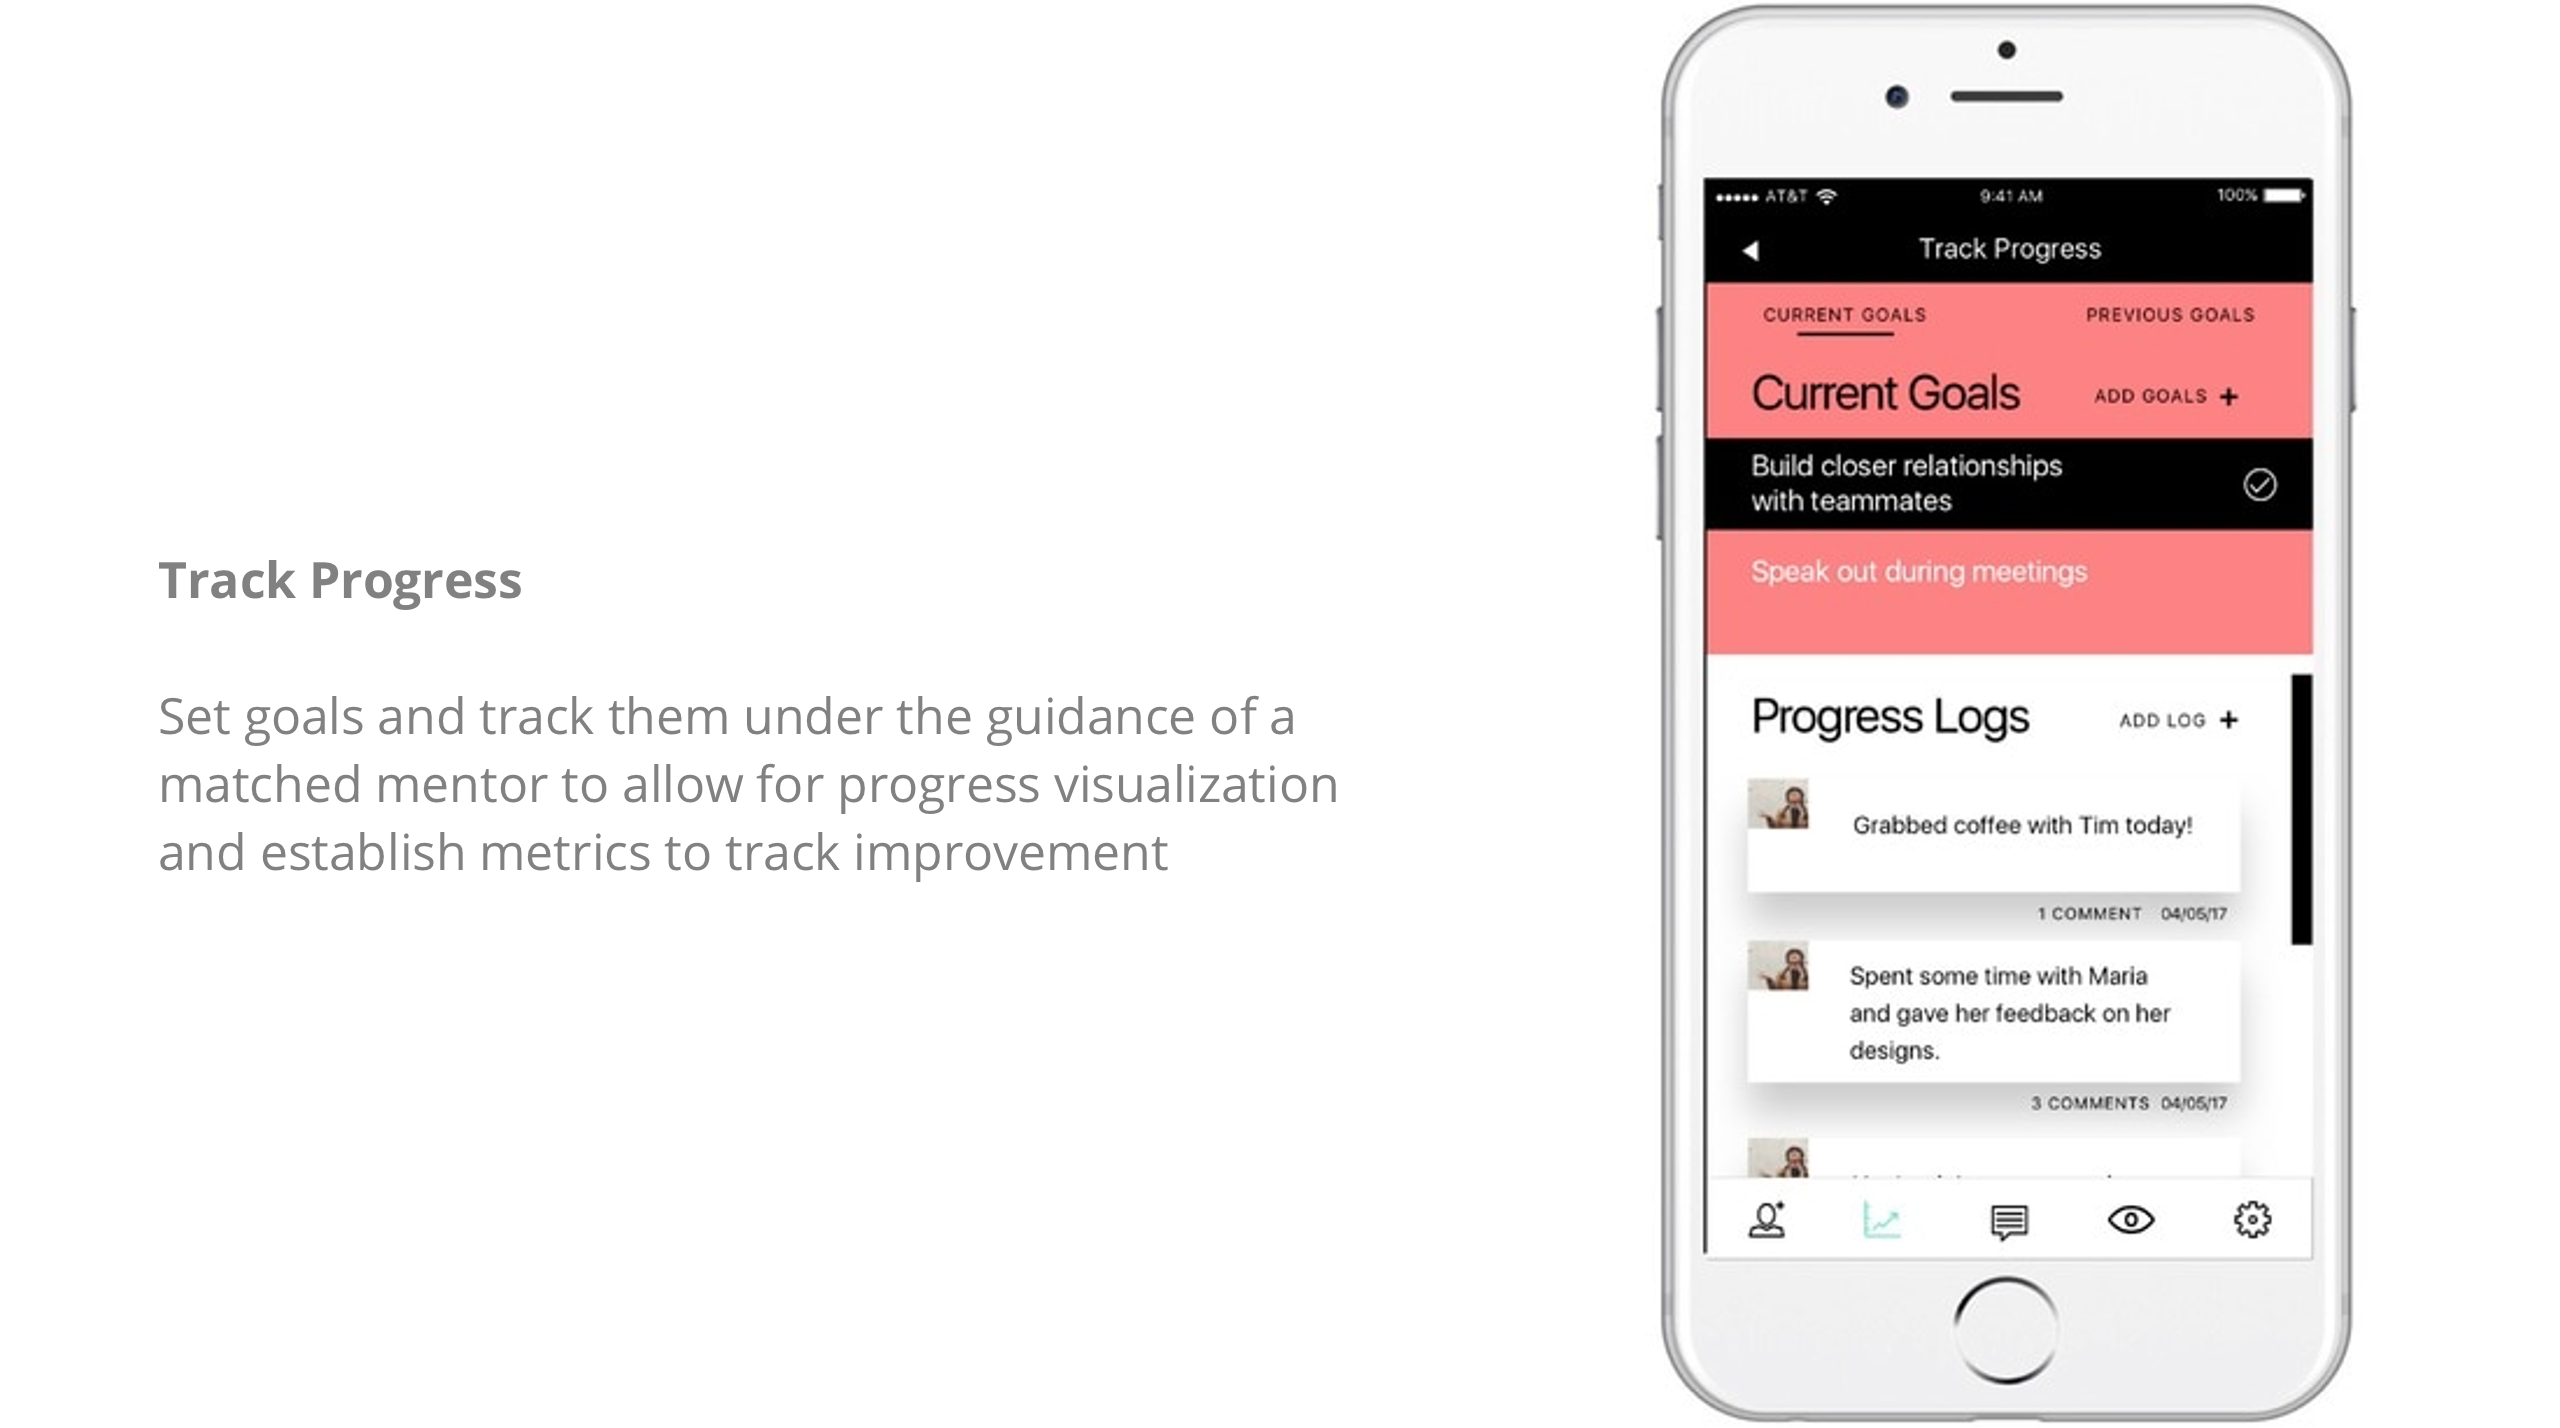 Track Progress
Set goals and track them under the guidance of a
matched mentor to allow for progress visualization
and establish metrics to track improvement
AT&T 9:41 AM 100%
Track Progress
CURRENT GOALS PREVIOUS GOALS
Current Goals ADD GOALS +
Build closer relationships
with teammates
Speak out during meetings
Progress Logs ADD LOG +
Grabbed coffee with Tim today!
1 COMMENT 04/05/17
Spent some time with Maria
and gave her feedback on her
designs.
3 COMMENTS 04/05/17